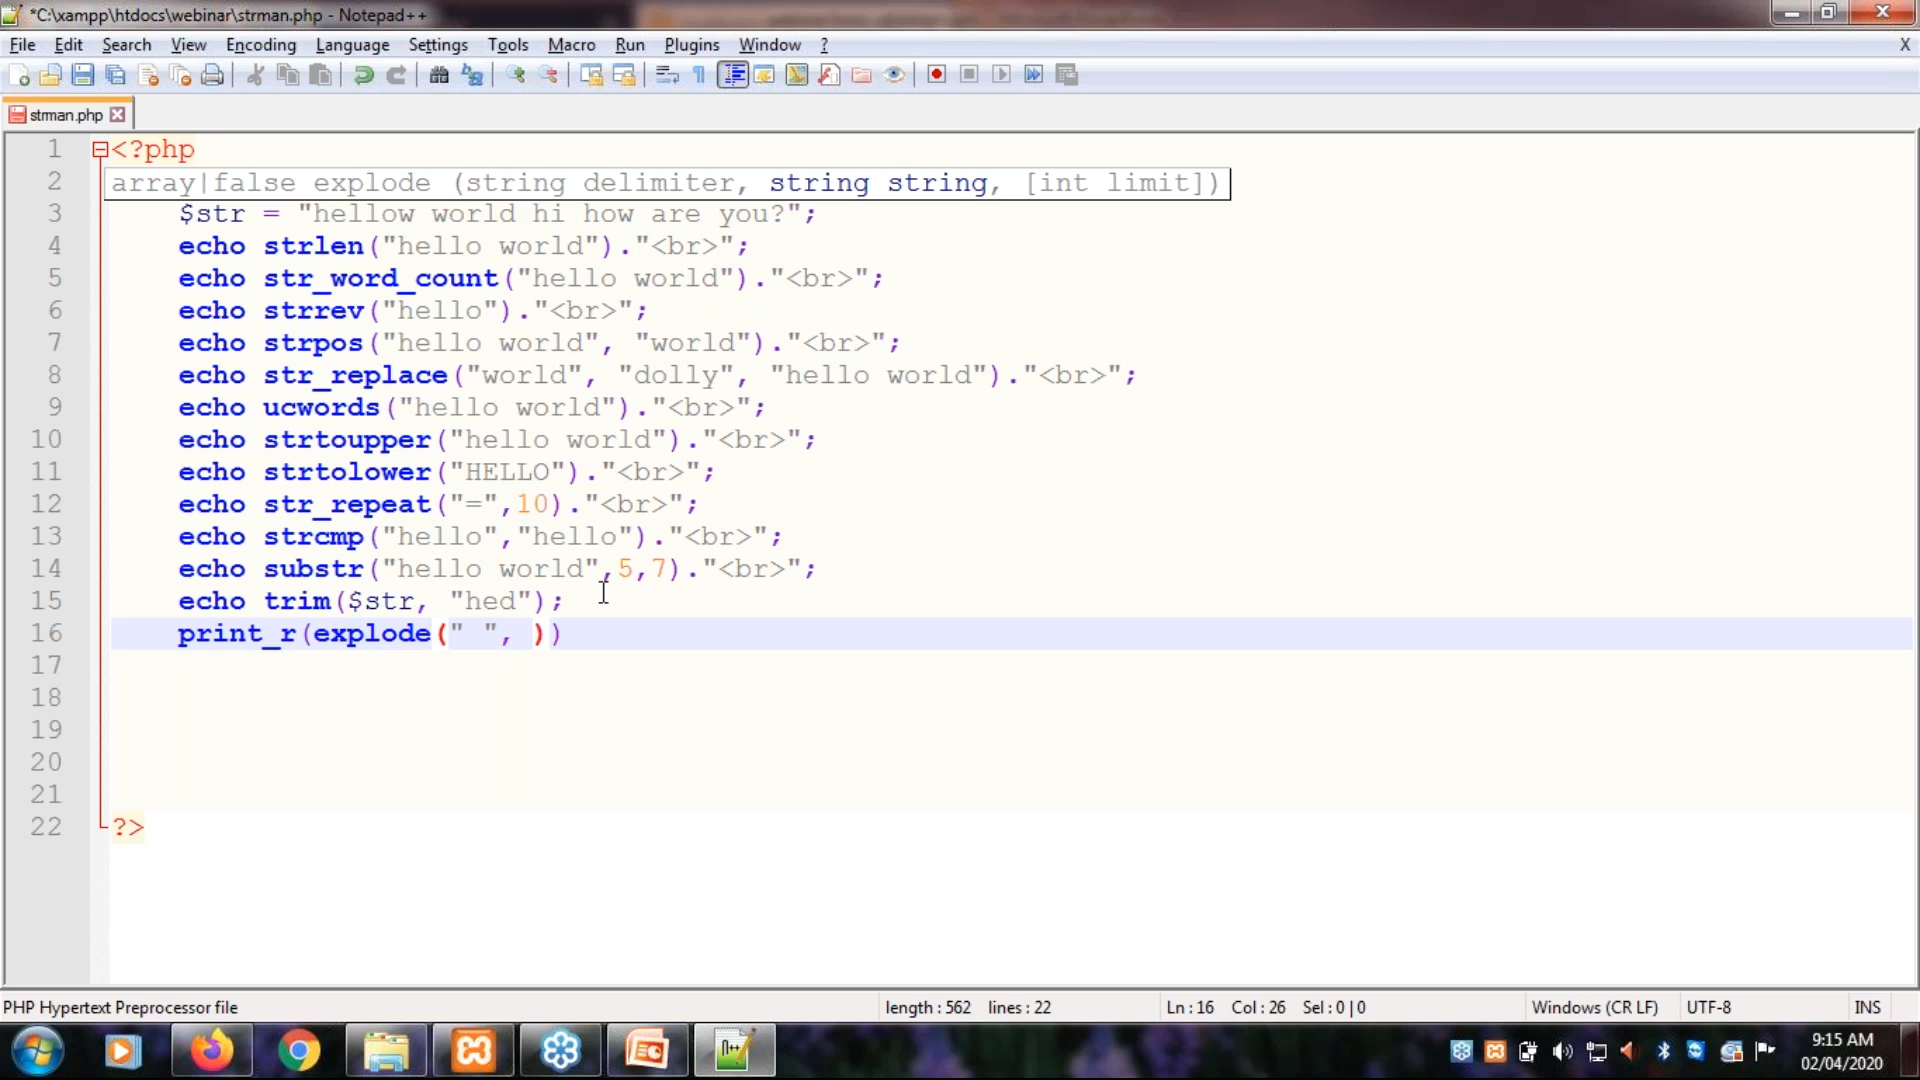 *C:\xampp\htdocs\webinar\strman.php - Notepad++
File Edit Search View Encoding Language Settings Tools Macro Run Plugins Window ? X
strman.php
1 <?php
2 array|false explode (string delimiter, string string, [int limit])
3 $str = "hellow world hi how are you?";
4 echo strlen("hello world")."<br>";
5 echo str_word_count("hello world")."<br>";
6 echo strrev("hello")."<br>";
7 echo strpos("hello world", "world")."<br>";
8 echo str_replace("world", "dolly", "hello world")."<br>";
9 echo ucwords("hello world")."<br>";
10 echo strtoupper("hello world")."<br>";
11 echo strtolower("HELLO")."<br>";
12 echo str_repeat("=",10)."<br>";
13 echo strcmp("hello","hello")."<br>";
14 echo substr("hello world",5,7)."<br>";
15 echo trim($str, "hed");
16 print_r(explode(" ", ))
17
18
19
20
21
22 ?>
PHP Hypertext Preprocessor file length : 562 lines : 22 Ln : 16 Col : 26 Sel : 0 | 0 Windows (CR LF) UTF-8 INS
9:15 AM
02/04/2020